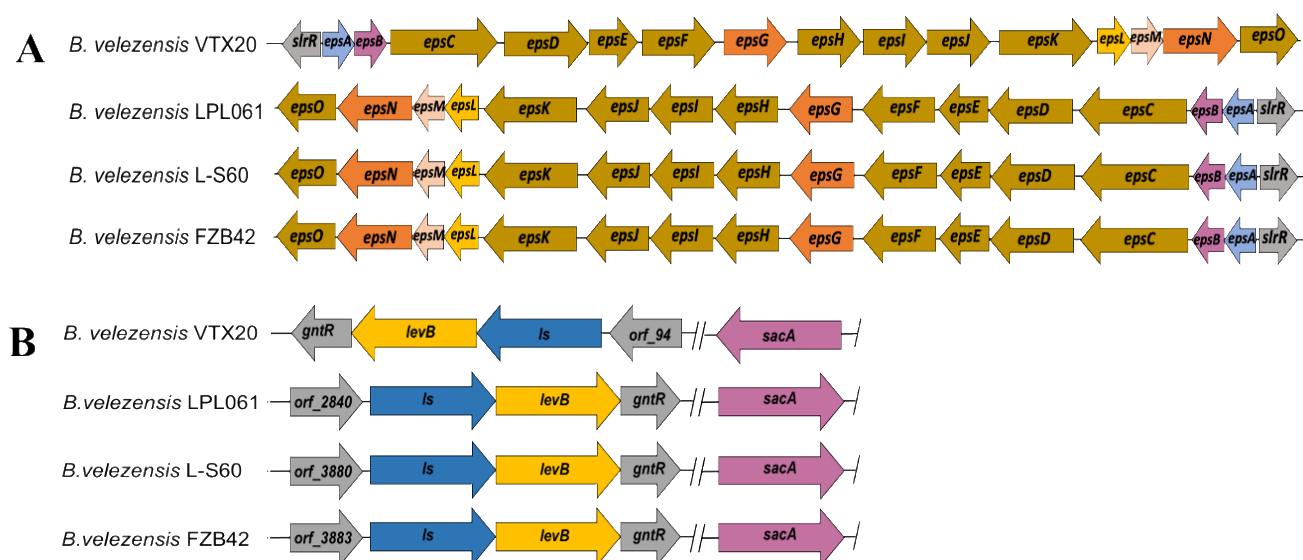 A
B. velezensis VTX20 slrR epsA epsB epsC epsD epsE epsF epsG epsH epsI epsJ epsK epsL epsM epsN epsO
B. velezensis LPL061 epsO epsN epsM epsL epsK epsJ epsI epsH epsG epsF epsE epsD epsC epsB epsA slrR
B. velezensis L-S60 epsO epsN epsM epsL epsK epsJ epsI epsH epsG epsF epsE epsD epsC epsB epsA slrR
B. velezensis FZB42 epsO epsN epsM epsL epsK epsJ epsI epsH epsG epsF epsE epsD epsC epsB epsA slrR
B
B. velezensis VTX20 gntR levB ls orf_94 sacA
B.velezensis LPL061 orf_2840 ls levB gntR sacA
B.velezensis L-S60 orf_3880 ls levB gntR sacA
B.velezensis FZB42 orf_3883 ls levB gntR sacA